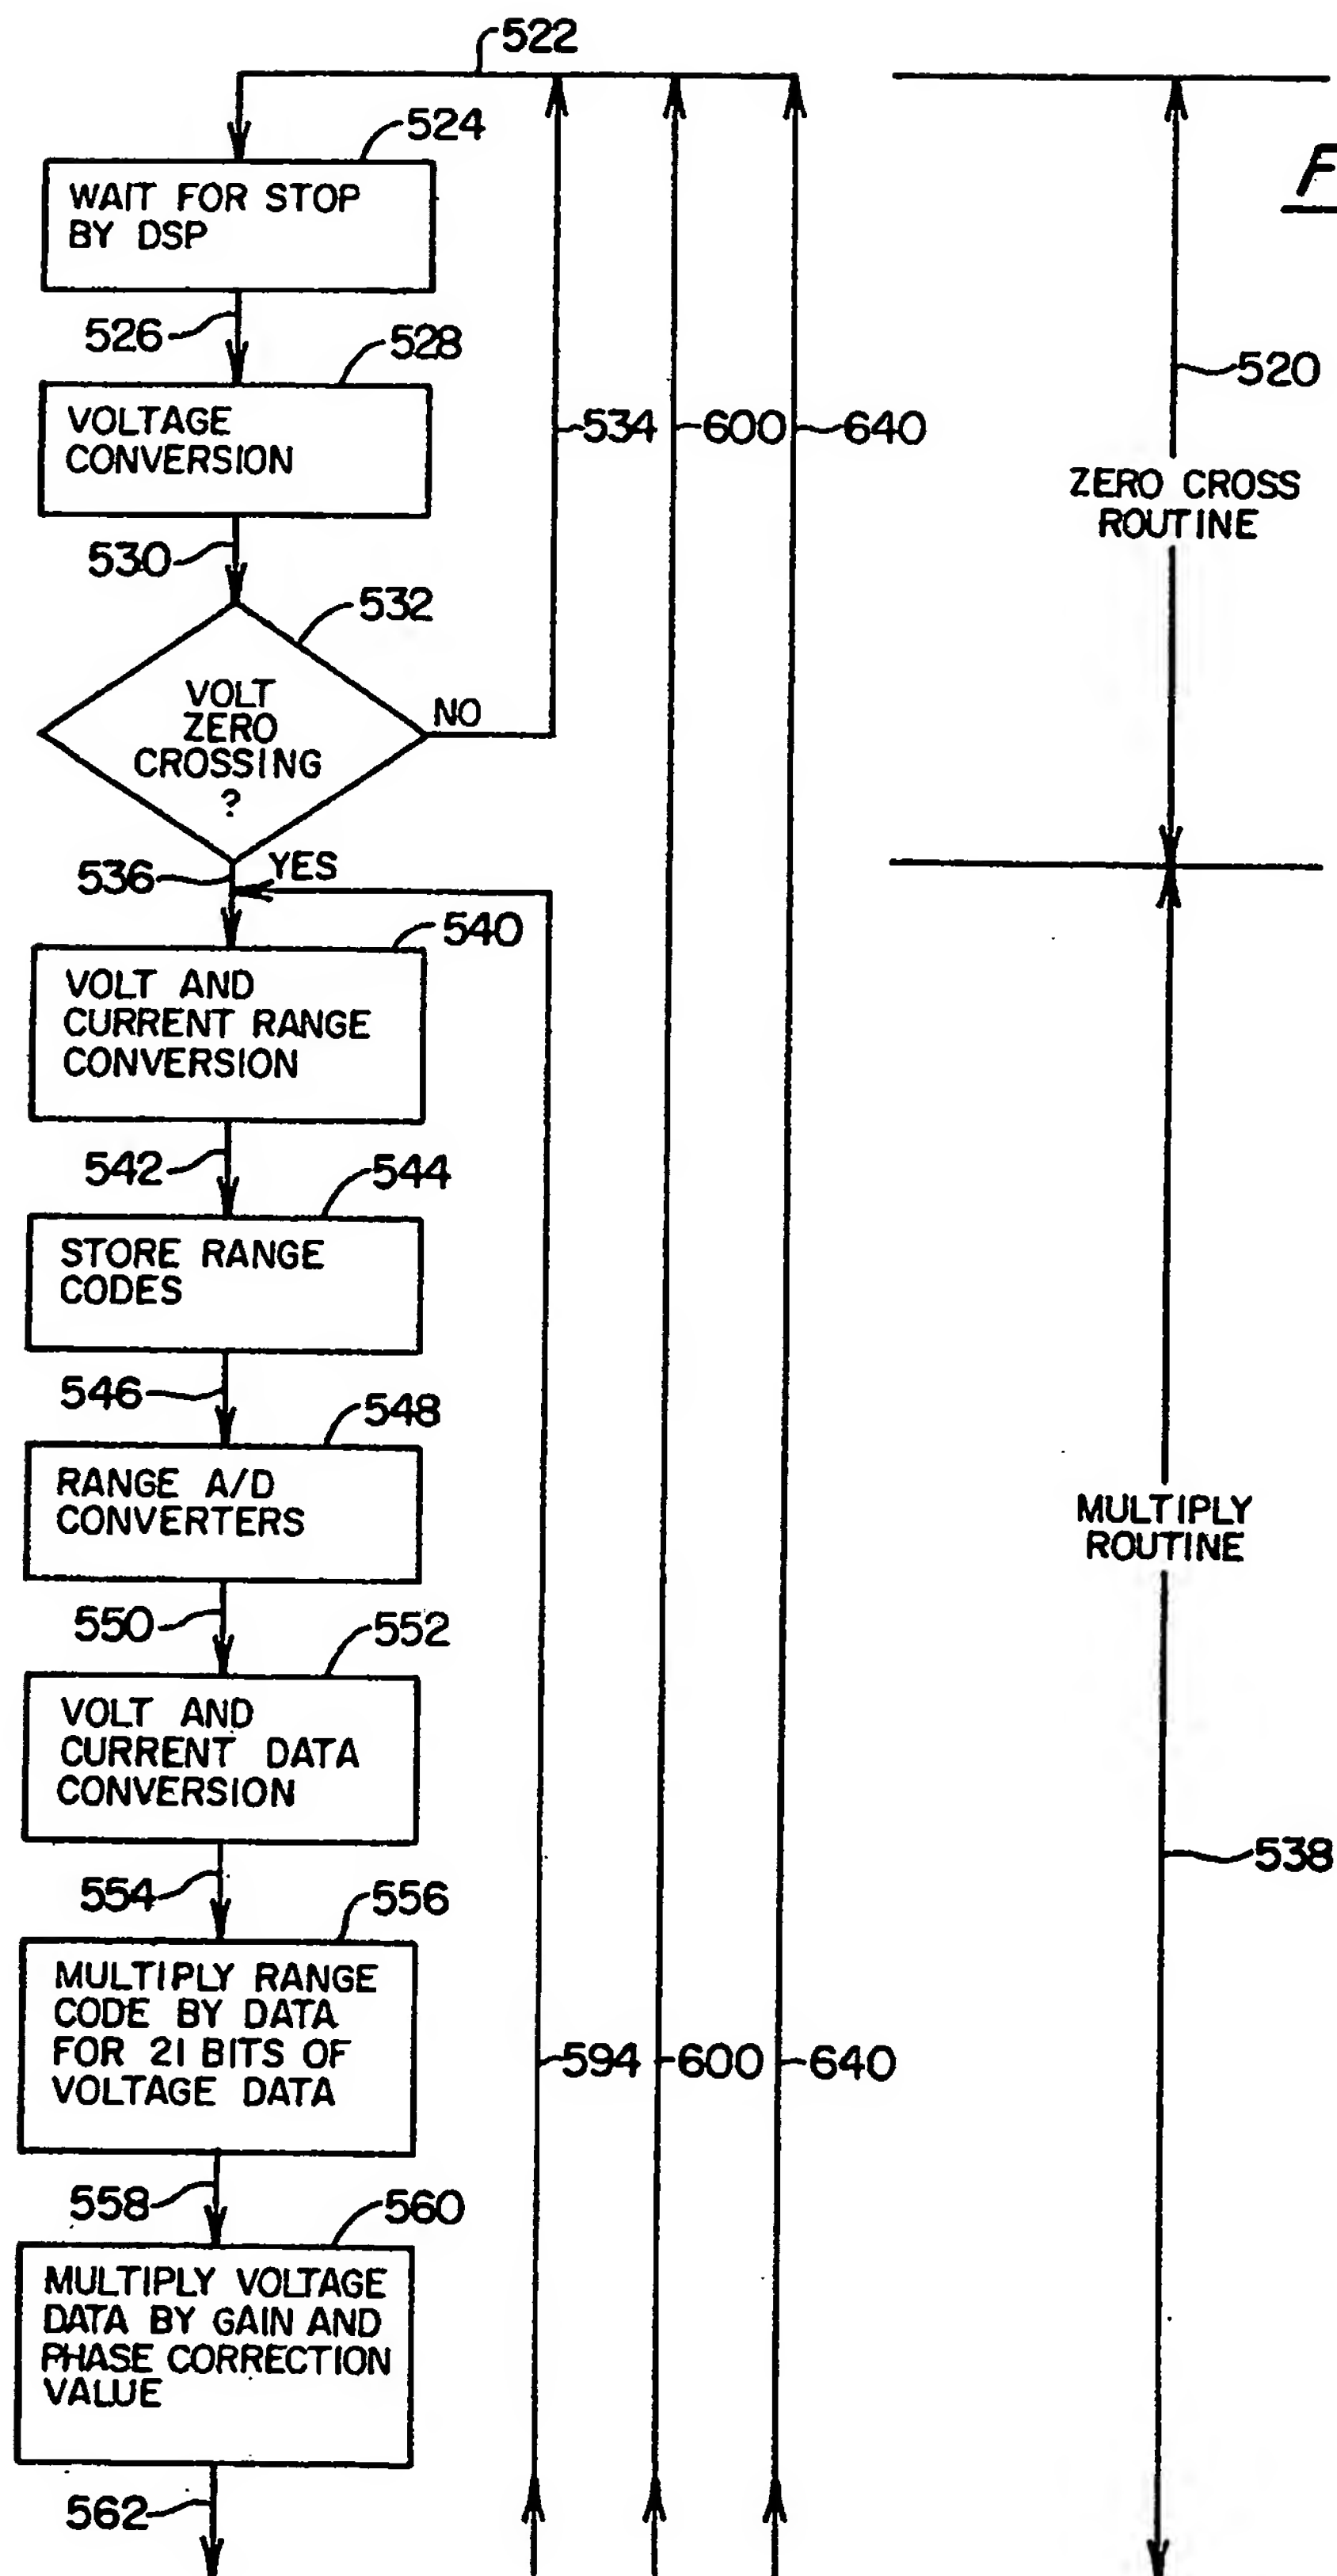 522
524
WAIT FOR STOP
BY DSP
F
526
528
520
VOLTAGE
CONVERSION
534
600
640
ZERO CROSS
ROUTINE
530
532
VOLT
ZERO
CROSSING
?
NO
536
YES
540
VOLT AND
CURRENT RANGE
CONVERSION
542
544
STORE RANGE
CODES
546
548
RANGE A/D
CONVERTERS
MULTIPLY
ROUTINE
550
552
VOLT AND
CURRENT DATA
CONVERSION
538
554
556
MULTIPLY RANGE
CODE BY DATA
FOR 21 BITS OF
VOLTAGE DATA
594
600
640
558
560
MULTIPLY VOLTAGE
DATA BY GAIN AND
PHASE CORRECTION
VALUE
562